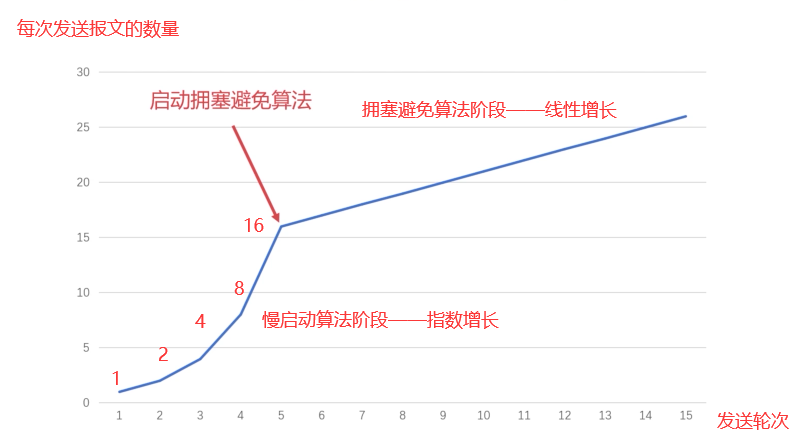 每次发送报文的数量
30
启动拥塞避免算法
拥塞避免算法阶段——线性增长
25
20
16
15
10
8
慢启动算法阶段——指数增长
4
5
2
1
0
1 2 3 4 5 6 7 8 9 10 11 12 13 14 15
发送轮次